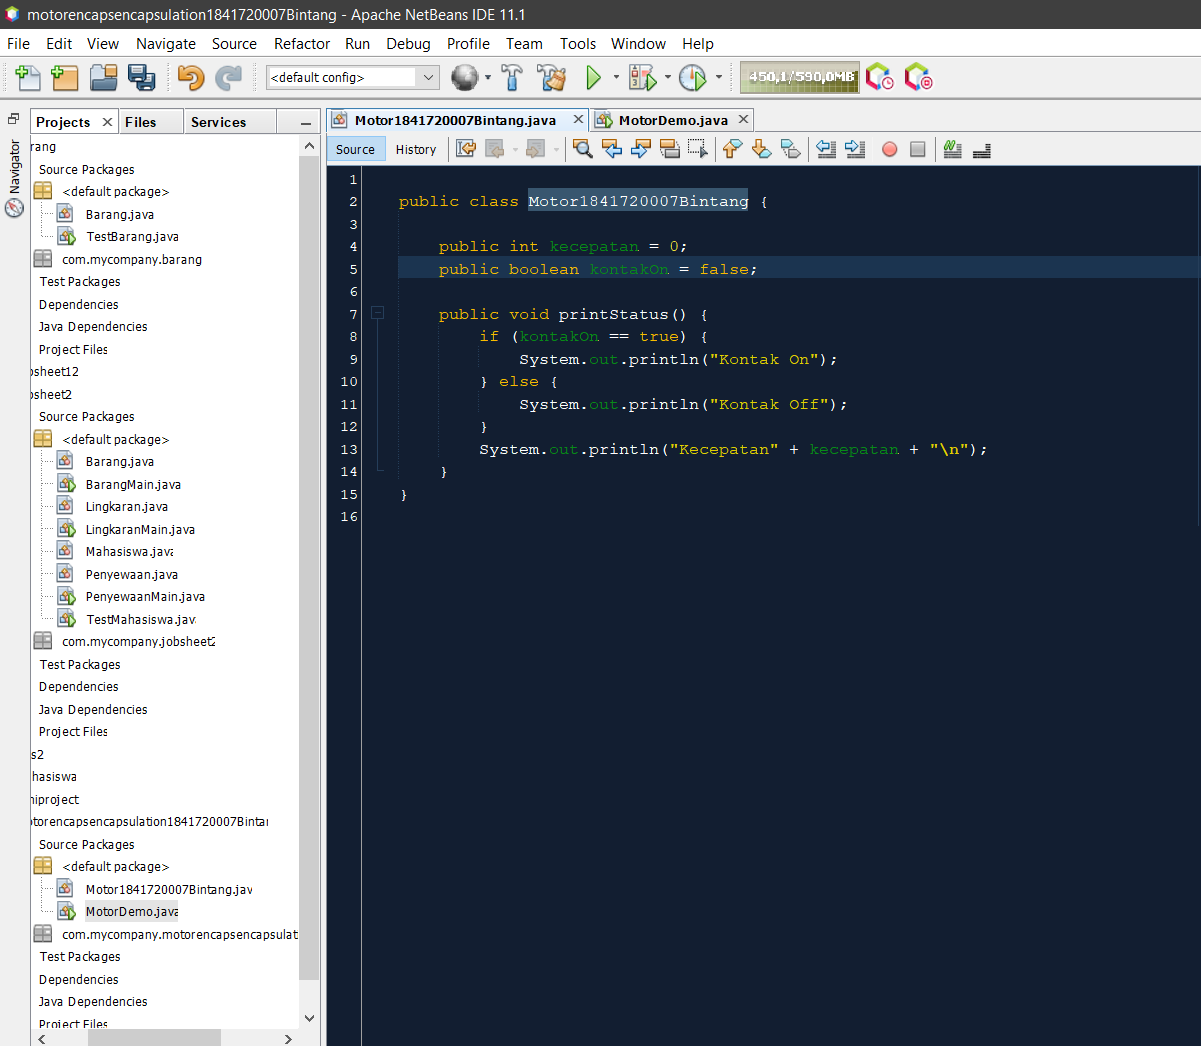 motorencapsencapsulation1841720007Bintang - Apache NetBeans IDE 11.1
File Edit View Navigate Source Refactor Run Debug Profile Team Tools Window Help
<default config>
450,1/590,0MB
Navigator
Projects Files Services
rang
Source Packages
<default package>
Barang.java
TestBarang.java
com.mycompany.barang
Test Packages
Dependencies
Java Dependencies
Project Files
bsheet12
bsheet2
Source Packages
<default package>
Barang.java
BarangMain.java
Lingkaran.java
LingkaranMain.java
Mahasiswa.java
Penyewaan.java
PenyewaanMain.java
TestMahasiswa.jav
com.mycompany.jobsheet2
Test Packages
Dependencies
Java Dependencies
Project Files
s2
hasiswa
niproject
otorencapsencapsulation1841720007Bintar
Source Packages
<default package>
Motor1841720007Bintang.jav
MotorDemo.java
com.mycompany.motorencapsencapsulat
Test Packages
Dependencies
Java Dependencies
Project Files
Motor1841720007Bintang.java MotorDemo.java
Source History
1
2 public class Motor1841720007Bintang {
3
4 public int kecepatan = 0;
5 public boolean kontakOn = false;
6
7 public void printStatus() {
8 if (kontakOn == true) {
9 System.out.println("Kontak On");
10 } else {
11 System.out.println("Kontak Off");
12 }
13 System.out.println("Kecepatan" + kecepatan + "\n");
14 }
15 }
16